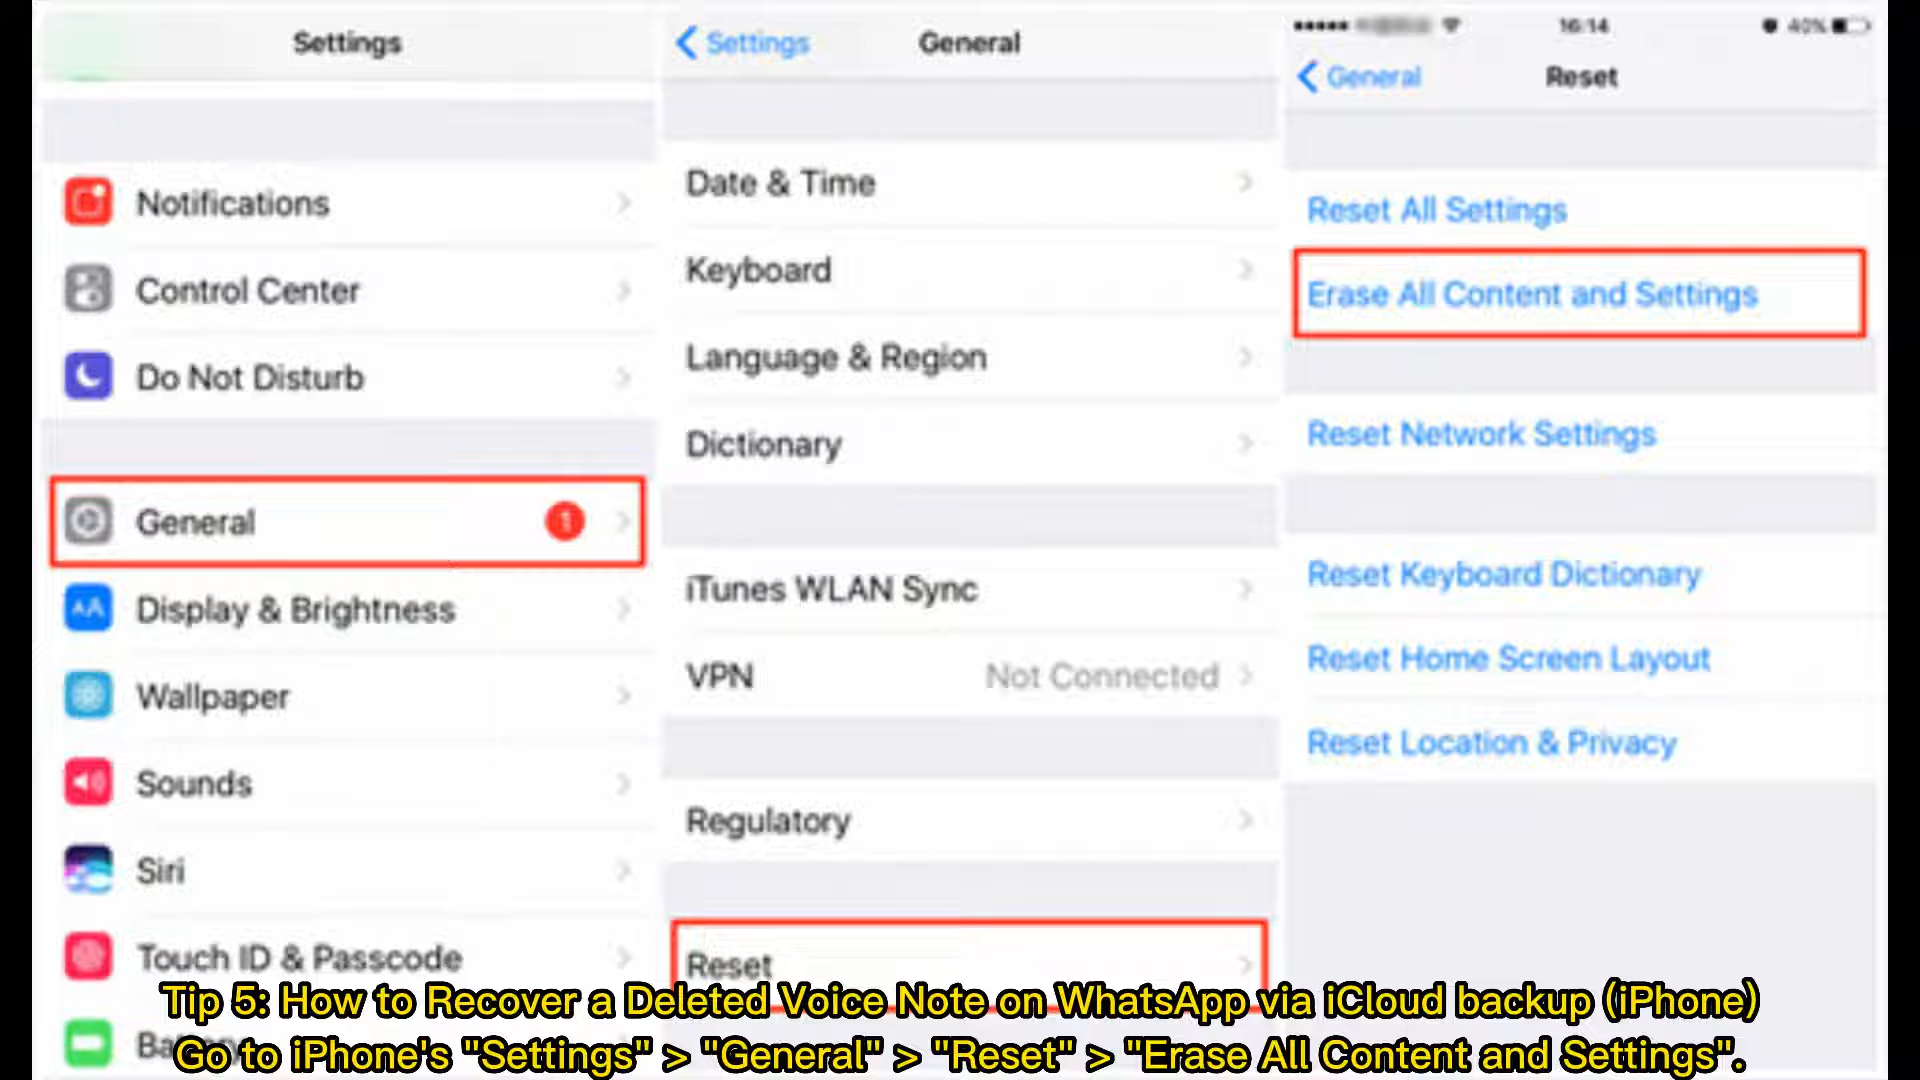 Settings
Notifications
Control Center
Do Not Disturb
General
1
Display & Brightness
Wallpaper
Sounds
Siri
Touch ID & Passcode
Settings
General
Date & Time
Keyboard
Language & Region
Dictionary
iTunes WLAN Sync
VPN Not Connected
Regulatory
Reset
16:14
40%
General
Reset
Reset All Settings
Erase All Content and Settings
Reset Network Settings
Reset Keyboard Dictionary
Reset Home Screen Layout
Reset Location & Privacy
Tip 5: How to Recover a Deleted Voice Note on WhatsApp via iCloud backup (iPhone)
Go to iPhone's "Settings" > "General" > "Reset" > "Erase All Content and Settings".